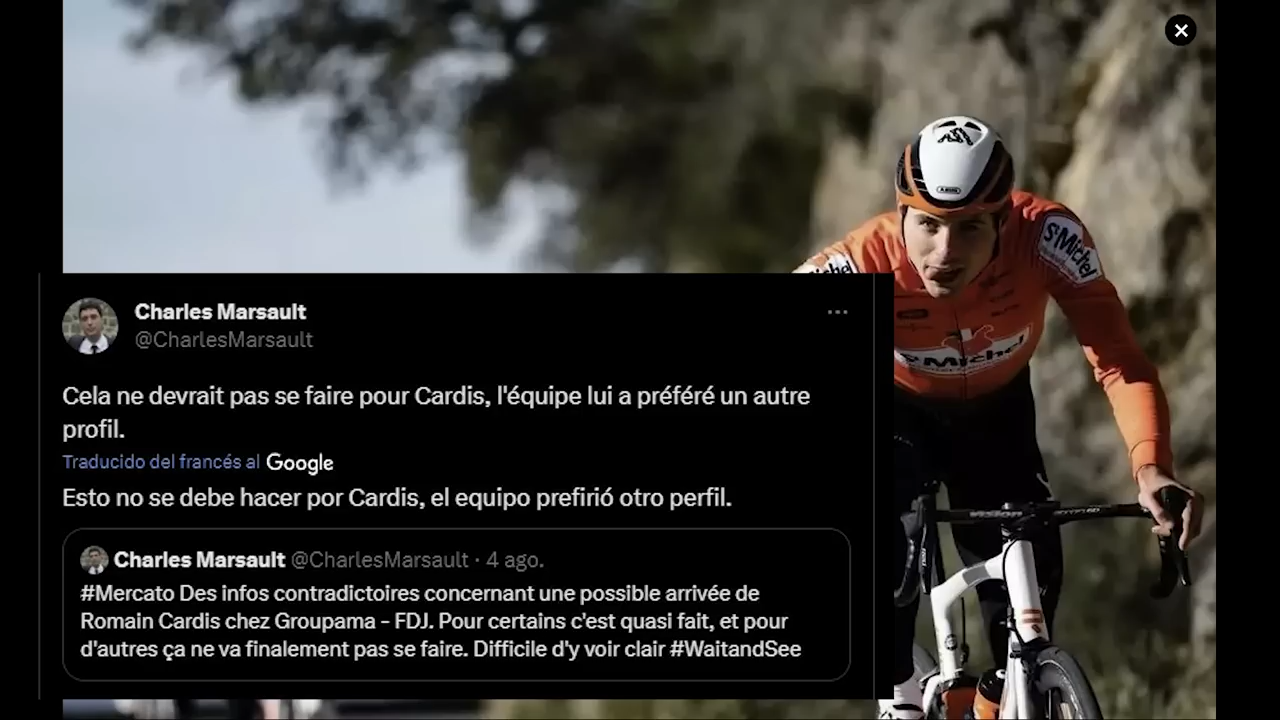 Charles Marsault
@CharlesMarsault
Cela ne devrait pas se faire pour Cardis, l'équipe lui a préféré un autre
profil.
Traducido del francés al Google
Esto no se debe hacer por Cardis, el equipo prefirió otro perfil.
Charles Marsault @CharlesMarsault · 4 ago.
#Mercato Des infos contradictoires concernant une possible arrivée de
Romain Cardis chez Groupama - FDJ. Pour certains c'est quasi fait, et pour
d'autres ça ne va finalement pas se faire. Difficile d'y voir clair #WaitandSee
ABUS
St Michel
St Michel
vision